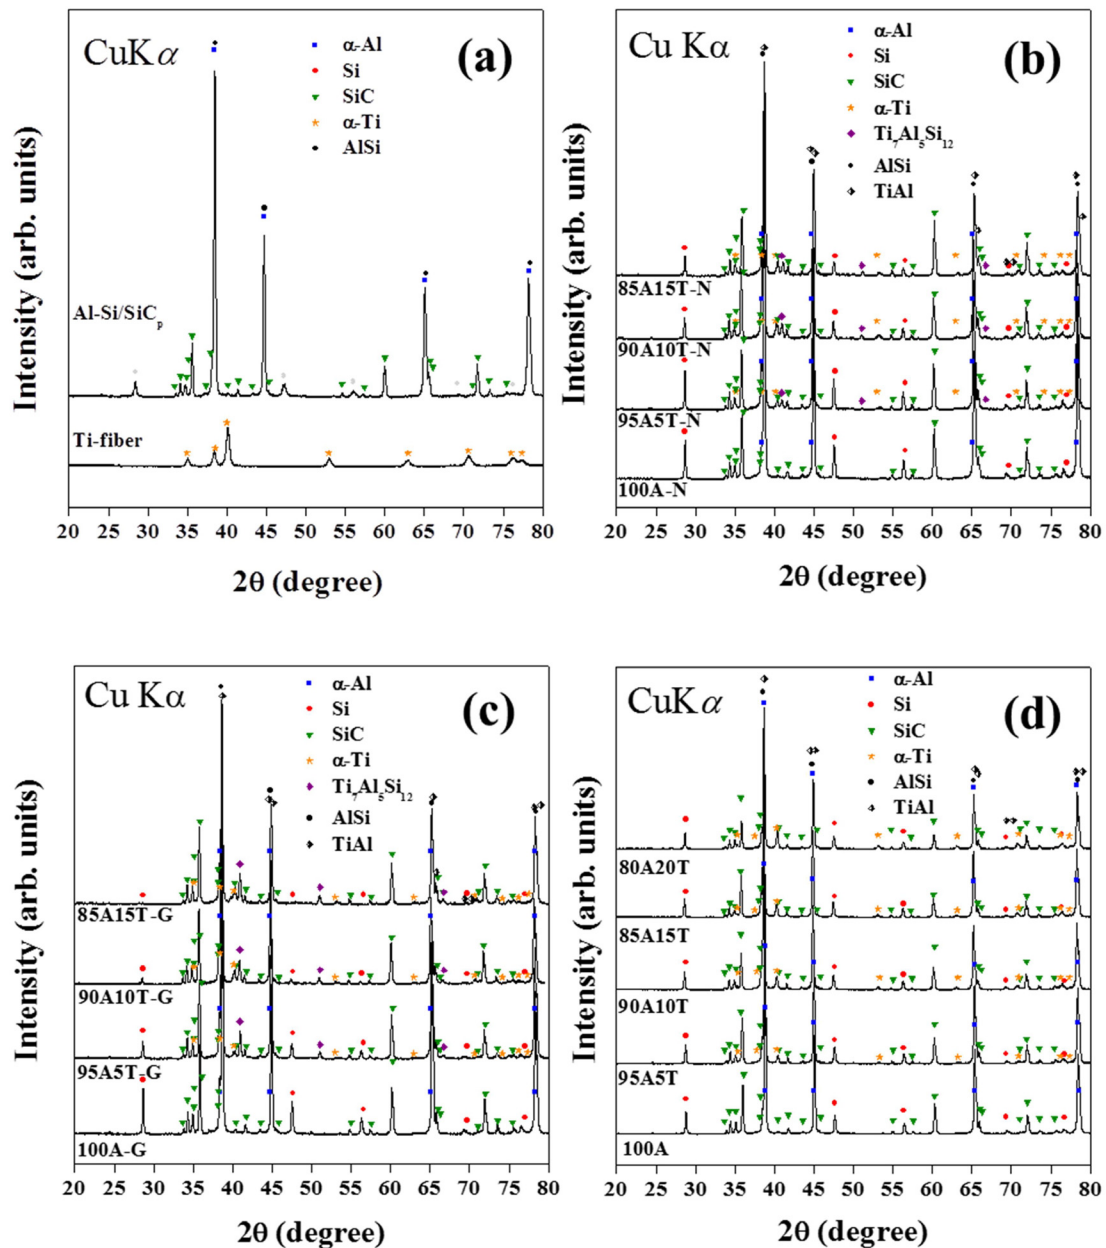 CuKα
(a)
α-Al
Si
SiC
α-Ti
AlSi
Al-Si/SiCp
Ti-fiber
Intensity (arb. units)
20 25 30 35 40 45 50 55 60 65 70 75 80
2θ (degree)
Cu Kα
(b)
α-Al
Si
SiC
α-Ti
Ti7Al5Si12
AlSi
TiAl
85A15T-N
90A10T-N
95A5T-N
100A-N
Intensity (arb. units)
20 25 30 35 40 45 50 55 60 65 70 75 80
2θ (degree)
Cu Kα
(c)
α-Al
Si
SiC
α-Ti
Ti7Al5Si12
AlSi
TiAl
85A15T-G
90A10T-G
95A5T-G
100A-G
Intensity (arb. units)
20 25 30 35 40 45 50 55 60 65 70 75 80
2θ (degree)
CuKα
(d)
α-Al
Si
SiC
α-Ti
AlSi
TiAl
80A20T
85A15T
90A10T
95A5T
100A
Intensity (arb. units)
20 25 30 35 40 45 50 55 60 65 70 75 80
2θ (degree)